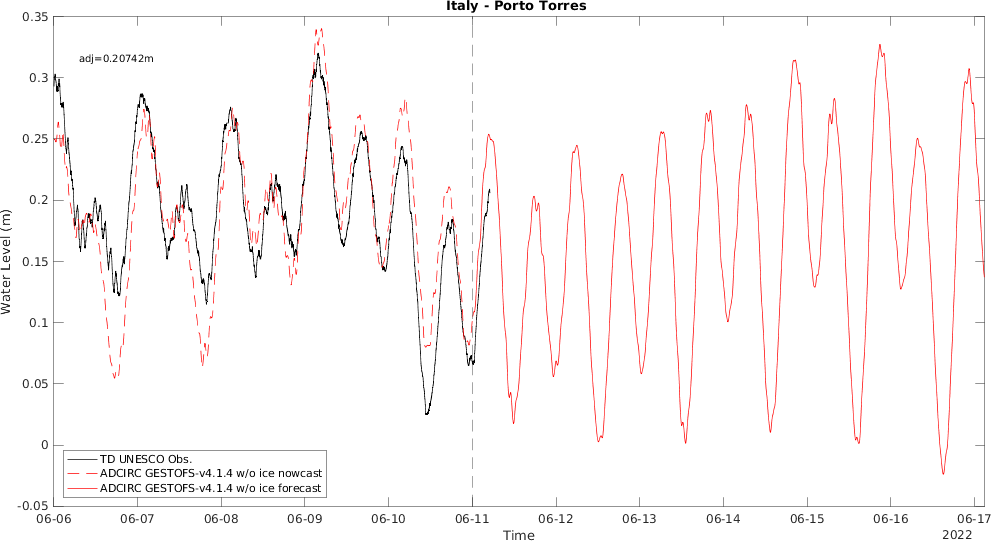 Italy - Porto Torres
adj=0.20742m
0.35
0.3
0.25
0.2
0.15
0.1
0.05
0
-0.05
Water Level (m)
TD UNESCO Obs.
ADCIRC GESTOFS-v4.1.4 w/o ice nowcast
ADCIRC GESTOFS-v4.1.4 w/o ice forecast
06-06 06-07 06-08 06-09 06-10 06-11 06-12 06-13 06-14 06-15 06-16 06-17
Time
2022